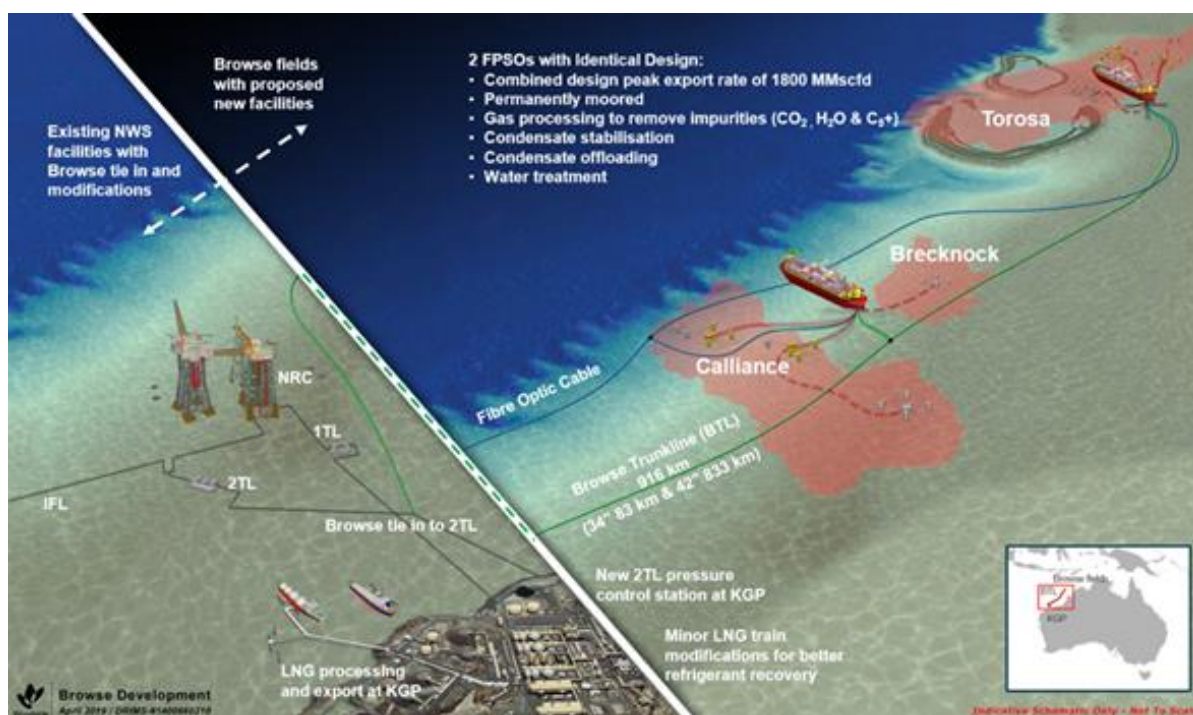 Browse fields
with proposed
new facilities
Existing NWS
facilities with
Browse tie in and
modifications
2 FPSOs with Identical Design:
• Combined design peak export rate of 1800 MMscfd
• Permanently moored
• Gas processing to remove impurities (CO₂, H₂O & C₅+)
• Condensate stabilisation
• Condensate offloading
• Water treatment
Torosa
Brecknock
Calliance
Fibre Optic Cable
Browse Trunkline (BTL)
916 km
(34" 83 km & 42" 833 km)
NRC
1TL
2TL
IFL
Browse tie in to 2TL
New 2TL pressure
control station at KGP
Minor LNG train
modifications for better
refrigerant recovery
LNG processing
and export at KGP
Browse fields
BTL
KGP
Browse Development
April 2019 /
Indicative Schematic Only - Not To Scale